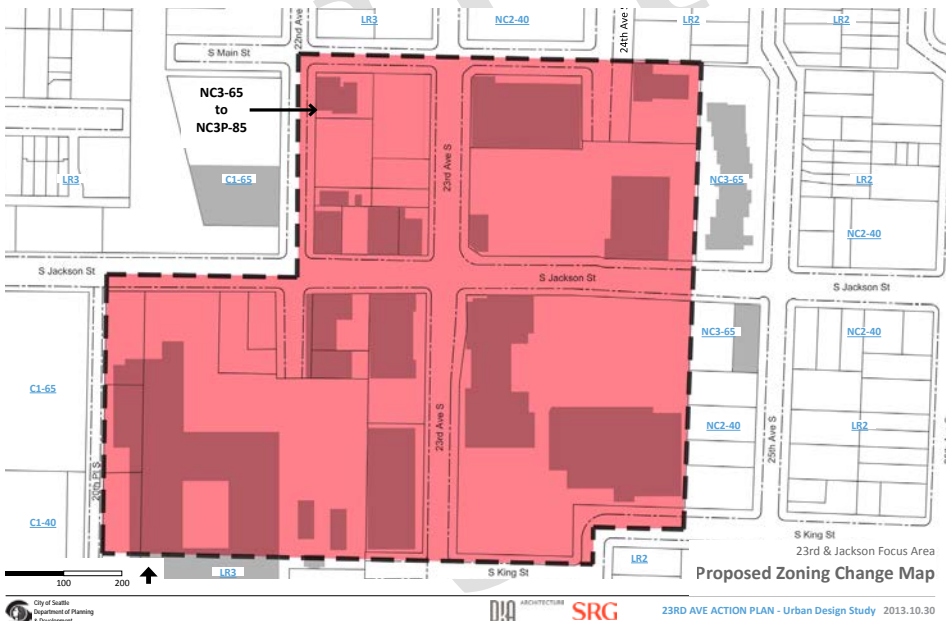 LR3
NC2-40
LR2
LR2
22nd Ave S
24th Ave S
S Main St
NC3-65
to
NC3P-85
23rd Ave S
LR3
C1-65
NC3-65
LR2
NC2-40
S Jackson St
S Jackson St
S Jackson St
NC3-65
NC2-40
C1-65
23rd Ave S
NC2-40
LR2
25th Ave S
20th Pl S
C1-40
S King St
LR3
S King St
LR2
100
200
23rd & Jackson Focus Area
Proposed Zoning Change Map
City of Seattle
Department of Planning
& Development
ARCHITECTURE
SRG
23RD AVE ACTION PLAN - Urban Design Study 2013.10.30